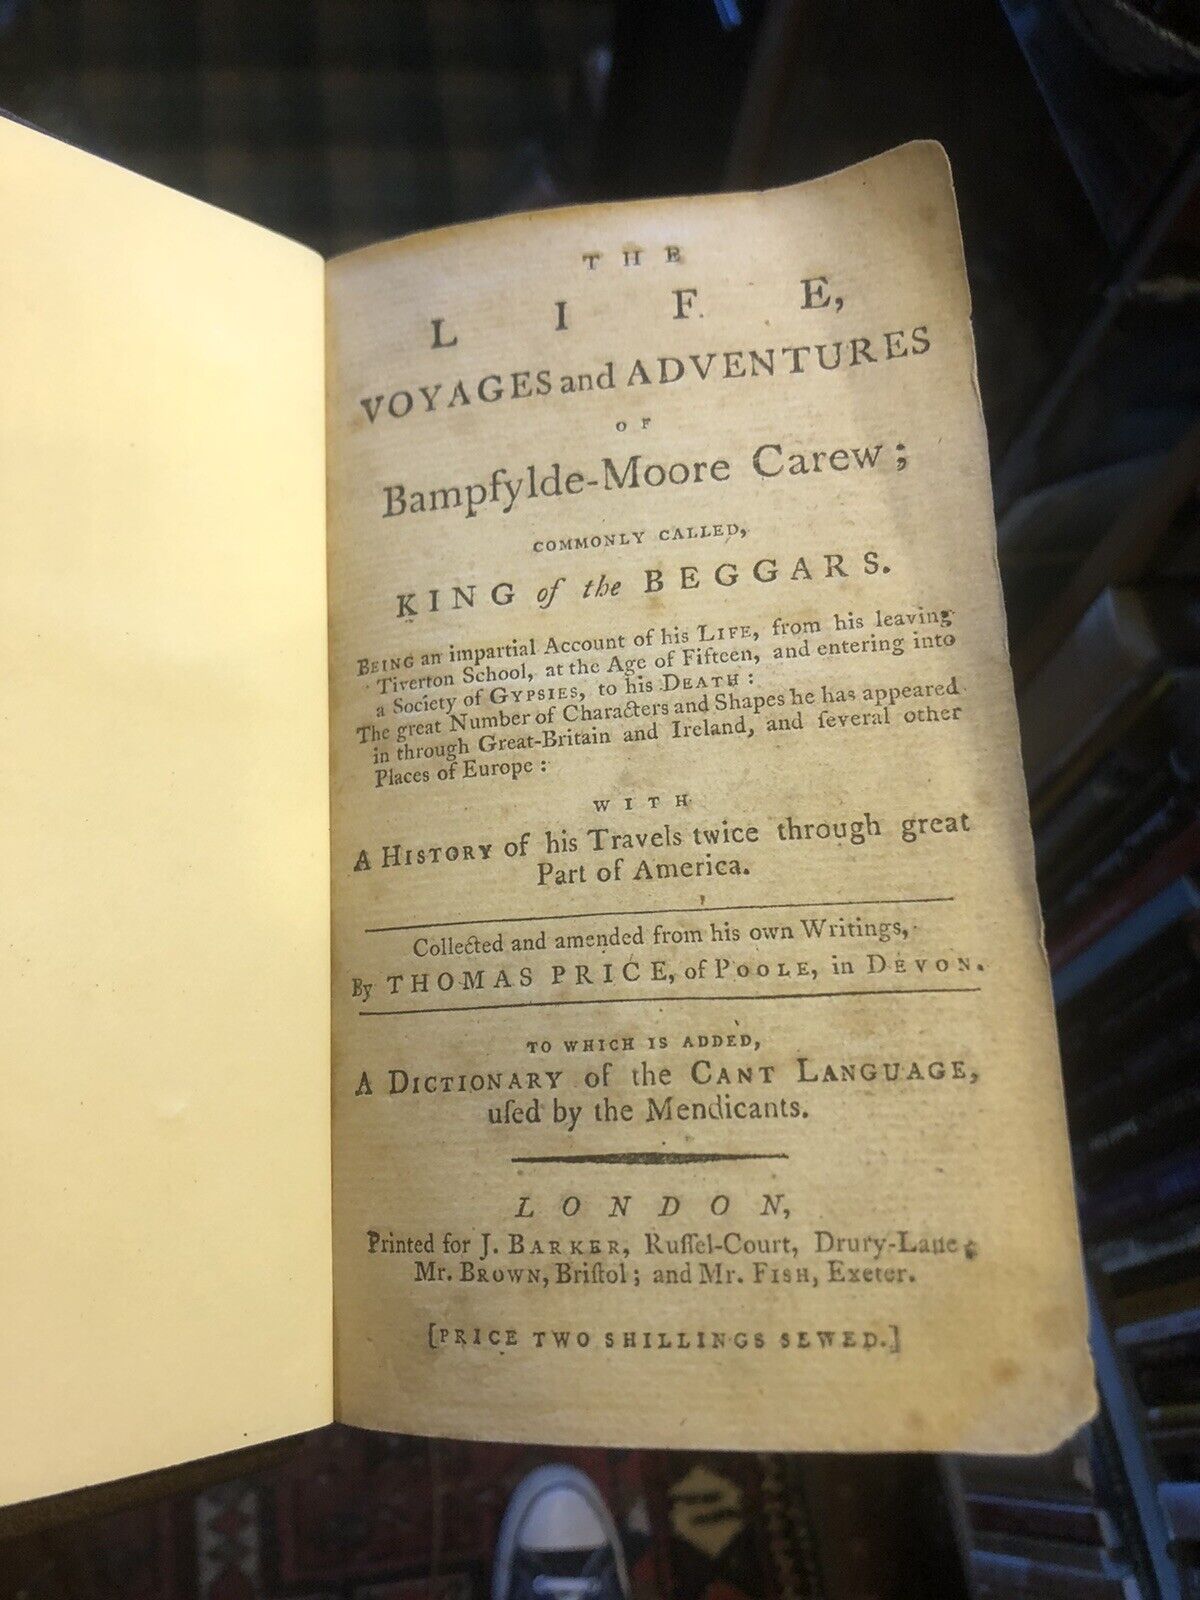 THE
LIFE,
VOYAGES and ADVENTURES
OF
Bampfylde-Moore Carew;
COMMONLY CALLED,
KING of the BEGGARS.
BEING an impartial Account of his LIFE, from his leaving
Tiverton School, at the Age of Fifteen, and entering into
a Society of GYPSIES, to his DEATH:
The great Number of Characters and Shapes he has appeared
in through Great-Britain and Ireland, and ſeveral other
Places of Europe:
WITH
A HISTORY of his Travels twice through great
Part of America.
Collected and amended from his own Writings,
By THOMAS PRICE, of POOLE, in DEVON.
TO WHICH IS ADDED,
A DICTIONARY of the CANT LANGUAGE,
uſed by the Mendicants.
LONDON,
Printed for J. BARKER, Ruſſel-Court, Drury-Lane;
Mr. BROWN, Briſtol; and Mr. FISH, Exeter.
[PRICE TWO SHILLINGS SEWED.]